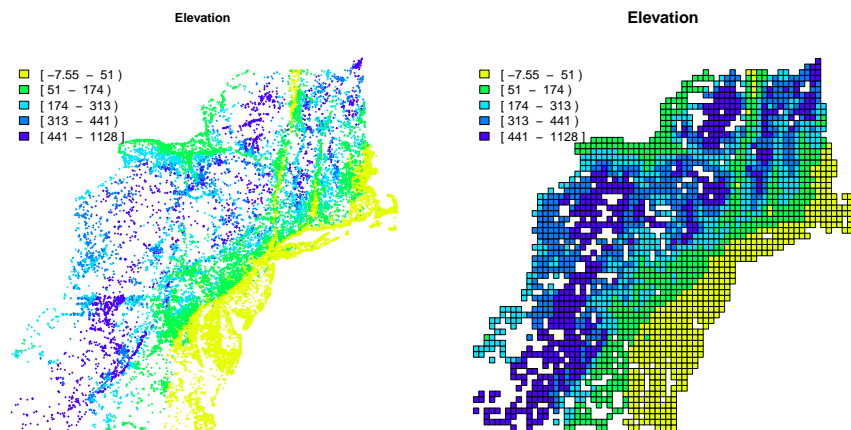 Elevation
[ −7.55 − 51 )
[ 51 − 174 )
[ 174 − 313 )
[ 313 − 441 )
[ 441 − 1128 ]
Elevation
[ −7.55 − 51 )
[ 51 − 174 )
[ 174 − 313 )
[ 313 − 441 )
[ 441 − 1128 ]